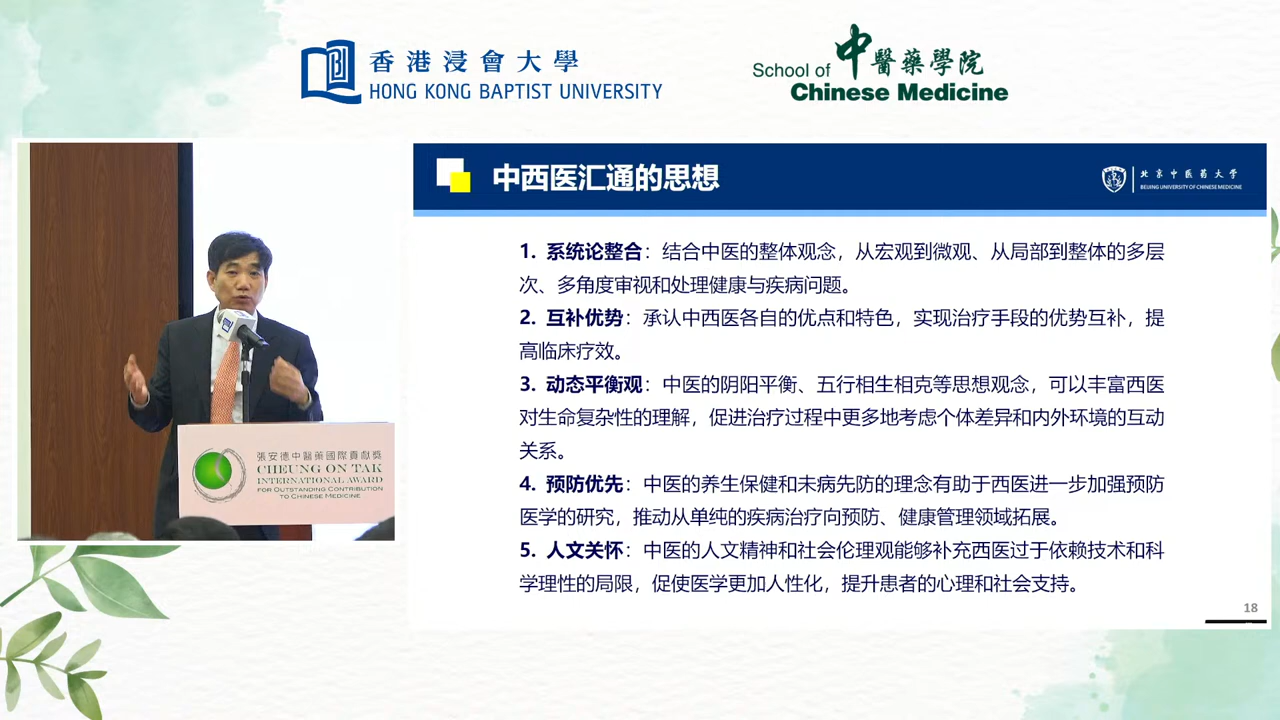 香港浸會大學
HONG KONG BAPTIST UNIVERSITY
School of 中醫藥學院
Chinese Medicine
中西医汇通的思想
北京中医药大学
BEIJING UNIVERSITY OF CHINESE MEDICINE
1. 系统论整合：结合中医的整体观念，从宏观到微观、从局部到整体的多层
次、多角度审视和处理健康与疾病问题。
2. 互补优势：承认中西医各自的优点和特色，实现治疗手段的优势互补，提
高临床疗效。
3. 动态平衡观：中医的阴阳平衡、五行相生相克等思想观念，可以丰富西医
对生命复杂性的理解，促进治疗过程中更多地考虑个体差异和内外环境的互动
关系。
4. 预防优先：中医的养生保健和未病先防的理念有助于西医进一步加强预防
医学的研究，推动从单纯的疾病治疗向预防、健康管理领域拓展。
5. 人文关怀：中医的人文精神和社会伦理观能够补充西医过于依赖技术和科
学理性的局限，促使医学更加人性化，提升患者的心理和社会支持。
18
張安德中醫藥國際貢獻獎
CHEUNG ON TAK
INTERNATIONAL AWARD
FOR OUTSTANDING CONTRIBUTION
TO CHINESE MEDICINE